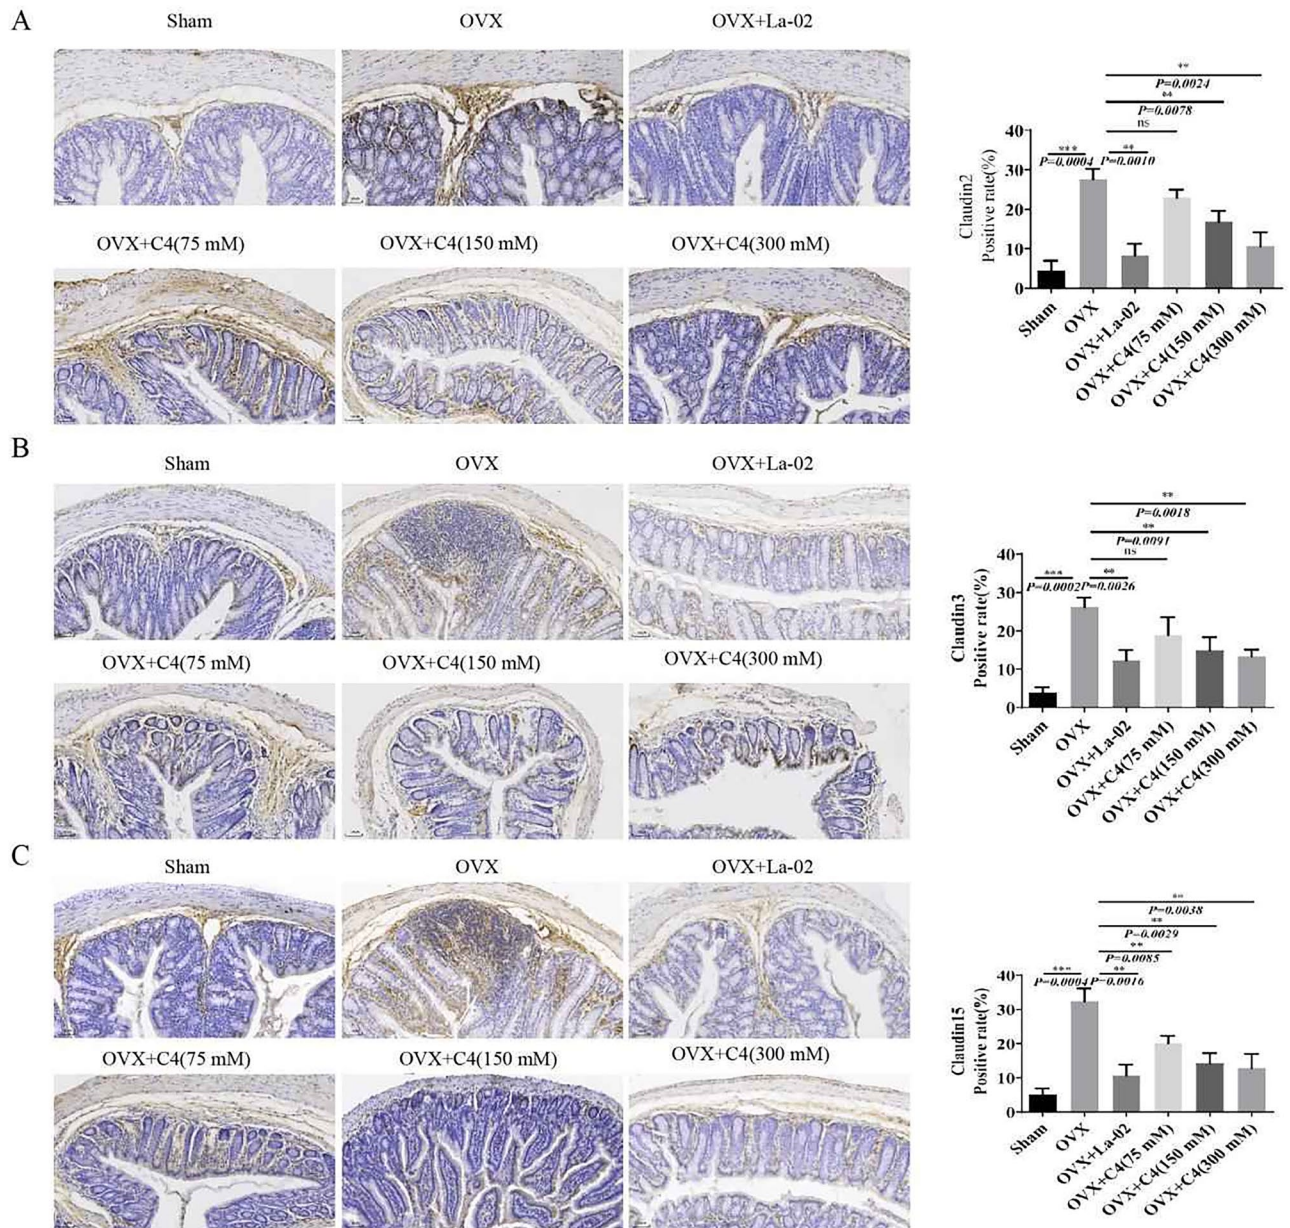 A
Sham
OVX
OVX+La-02
OVX+C4(75 mM)
OVX+C4(150 mM)
OVX+C4(300 mM)
**
P=0.0024
**
P=0.0078
ns
***
**
P=0.0004
P=0.0010
Claudin2
Positive rate(%)
40
30
20
10
0
Sham
OVX
OVX+La-02
OVX+C4(75 mM)
OVX+C4(150 mM)
OVX+C4(300 mM)
B
Sham
OVX
OVX+La-02
OVX+C4(75 mM)
OVX+C4(150 mM)
OVX+C4(300 mM)
**
P=0.0018
**
P=0.0091
ns
***
**
P=0.0002
P=0.0026
Claudin3
Positive rate(%)
40
30
20
10
0
Sham
OVX
OVX+La-02
OVX+C4(75 mM)
OVX+C4(150 mM)
OVX+C4(300 mM)
C
Sham
OVX
OVX+La-02
OVX+C4(75 mM)
OVX+C4(150 mM)
OVX+C4(300 mM)
**
P=0.0038
**
P=0.0029
**
P=0.0085
***
**
P=0.0004
P=0.0016
Claudin15
Positive rate(%)
40
30
20
10
0
Sham
OVX
OVX+La-02
OVX+C4(75 mM)
OVX+C4(150 mM)
OVX+C4(300 mM)